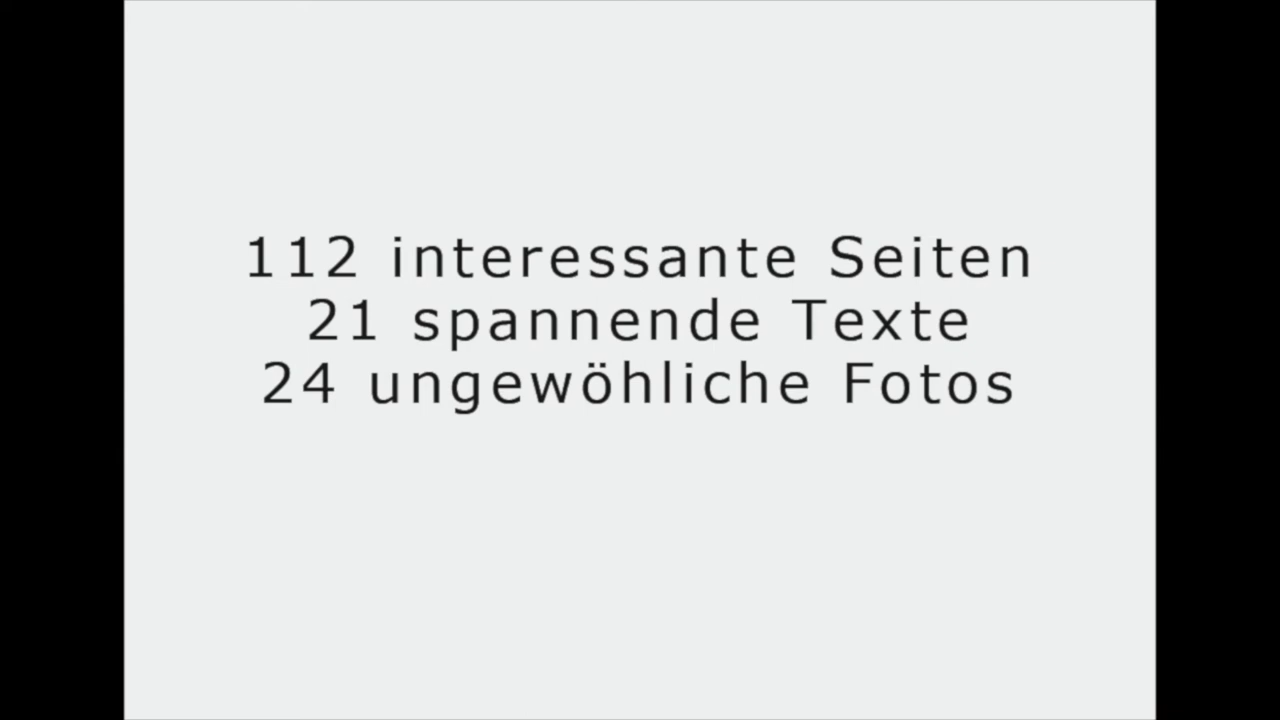 112 interessante Seiten
21 spannende Texte
24 ungewöhliche Fotos